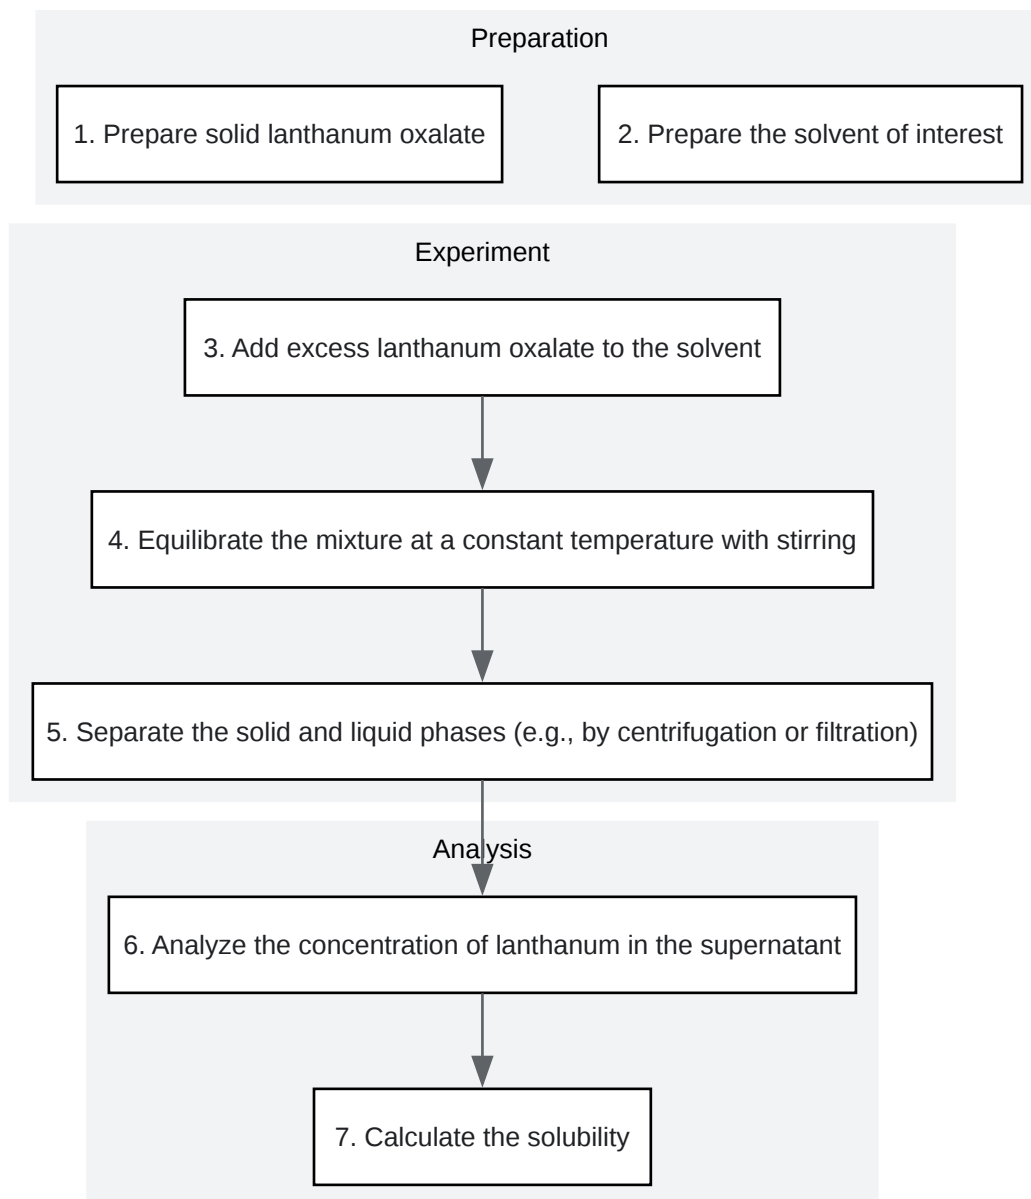 Preparation
1. Prepare solid lanthanum oxalate
2. Prepare the solvent of interest
Experiment
3. Add excess lanthanum oxalate to the solvent
4. Equilibrate the mixture at a constant temperature with stirring
5. Separate the solid and liquid phases (e.g., by centrifugation or filtration)
Analysis
6. Analyze the concentration of lanthanum in the supernatant
7. Calculate the solubility